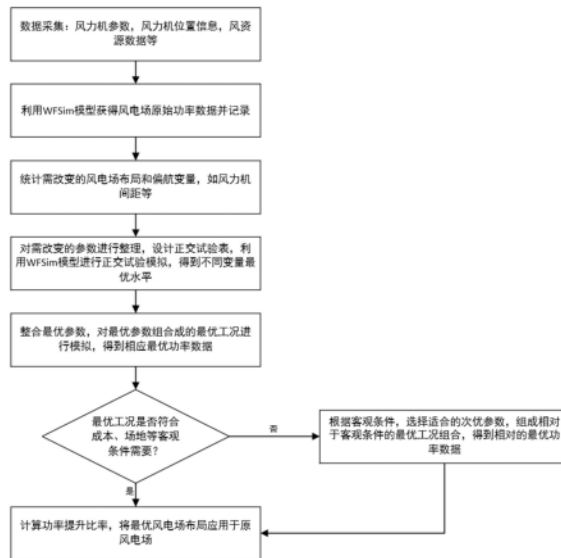 数据采集：风力机参数，风力机位置信息，风资
源数据等
利用WFSim模型获得风电场原始功率数据并记录
统计需改变的风电场布局和偏航变量，如风力机
间距等
对需改变的参数进行整理，设计正交试验表，利
用WFSim模型进行正交试验模拟，得到不同变量最
优水平
整合最优参数，对最优参数组合成的最优工况进
行模拟，得到相应最优功率数据
最优工况是否符合
成本、场地等客观
条件需要？
否
根据客观条件，选择适合的次优参数，组成相对
于客观条件的最优工况组合，得到相对的最优功
率数据
是
计算功率提升比率，将最优风电场布局应用于原
风电场